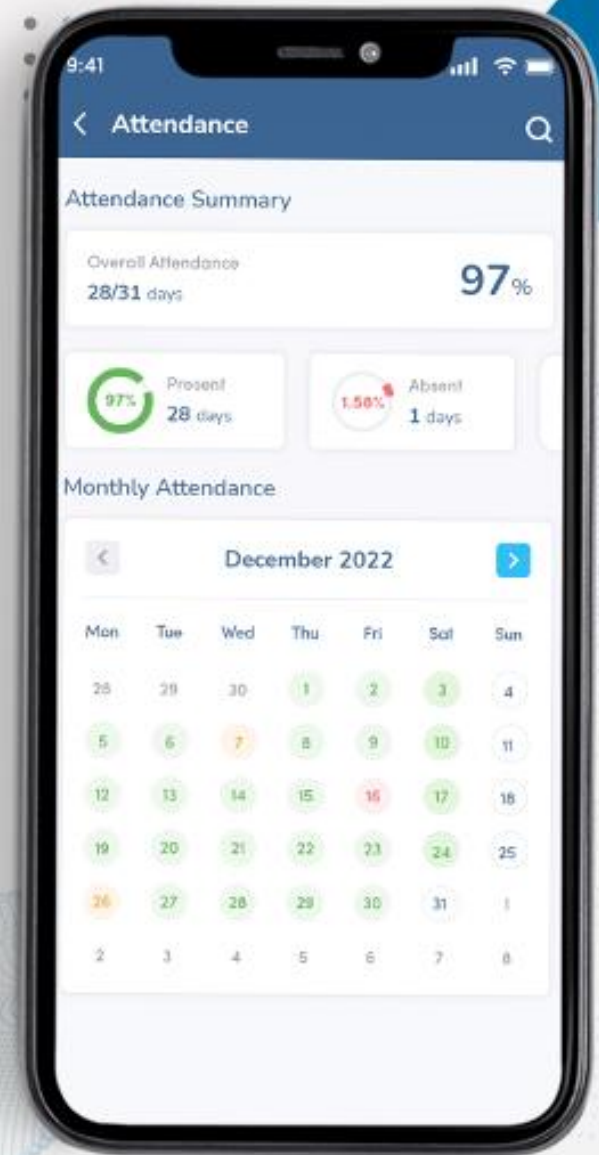 9:41
Attendance
Attendance Summary
Overall Attendance
28/31 days
97%
97%
Present
28 days
1.58%
Absent
1 days
Monthly Attendance
December 2022
Mon Tue Wed Thu Fri Sat Sun
28 29 30 1 2 3 4
5 6 7 8 9 10 11
12 13 14 15 16 17 18
19 20 21 22 23 24 25
26 27 28 29 30 31 1
2 3 4 5 6 7 8